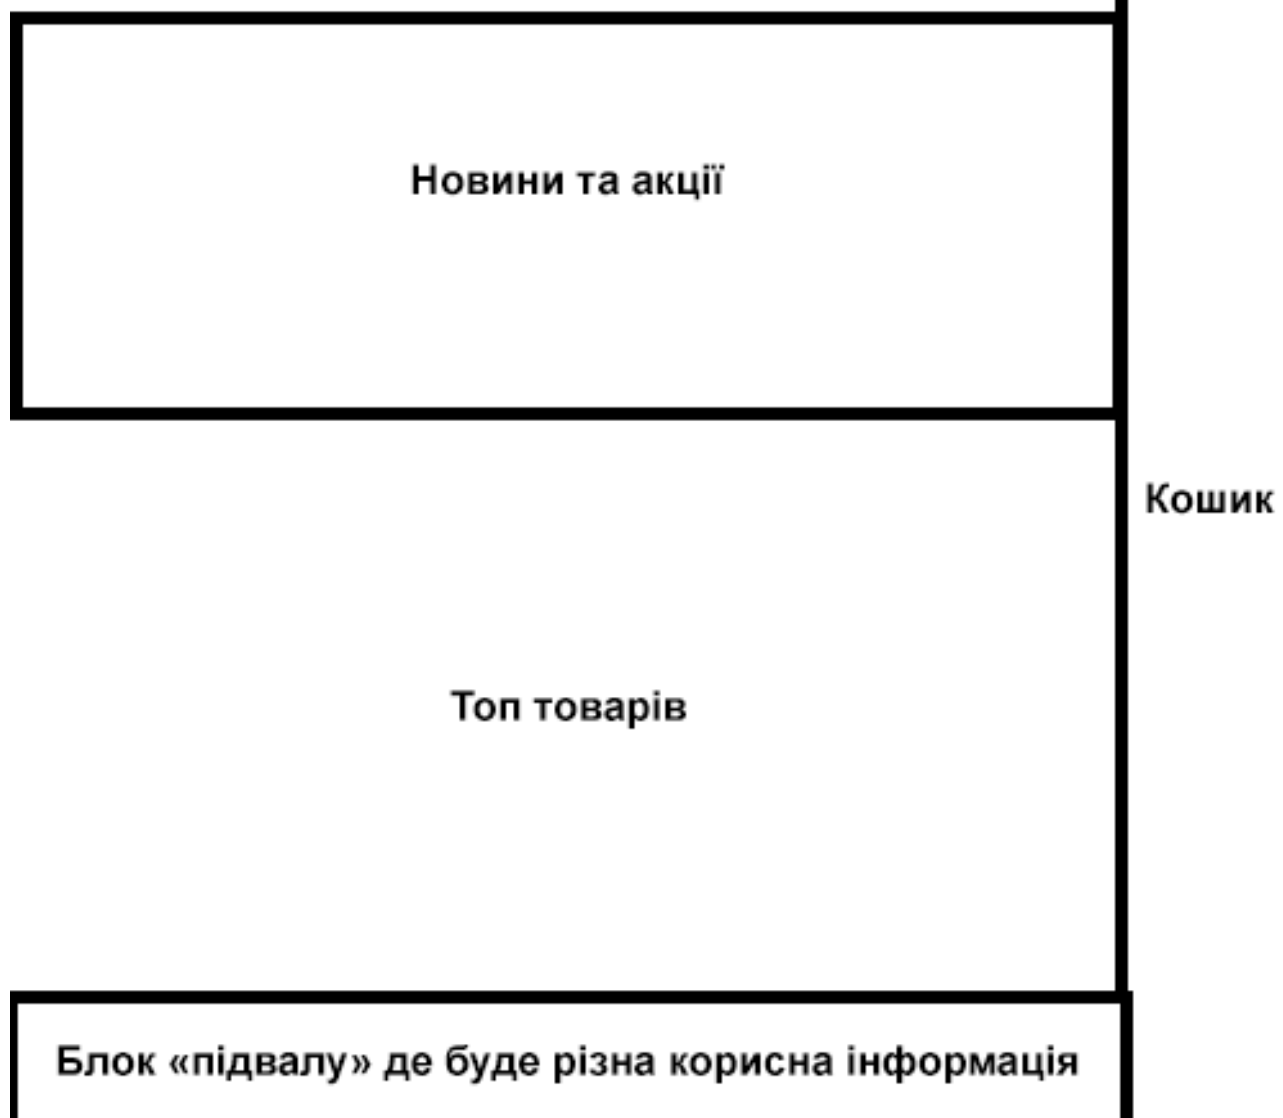 Новини та акції
Кошик
Топ товарів
Блок «підвалу» де буде різна корисна інформація